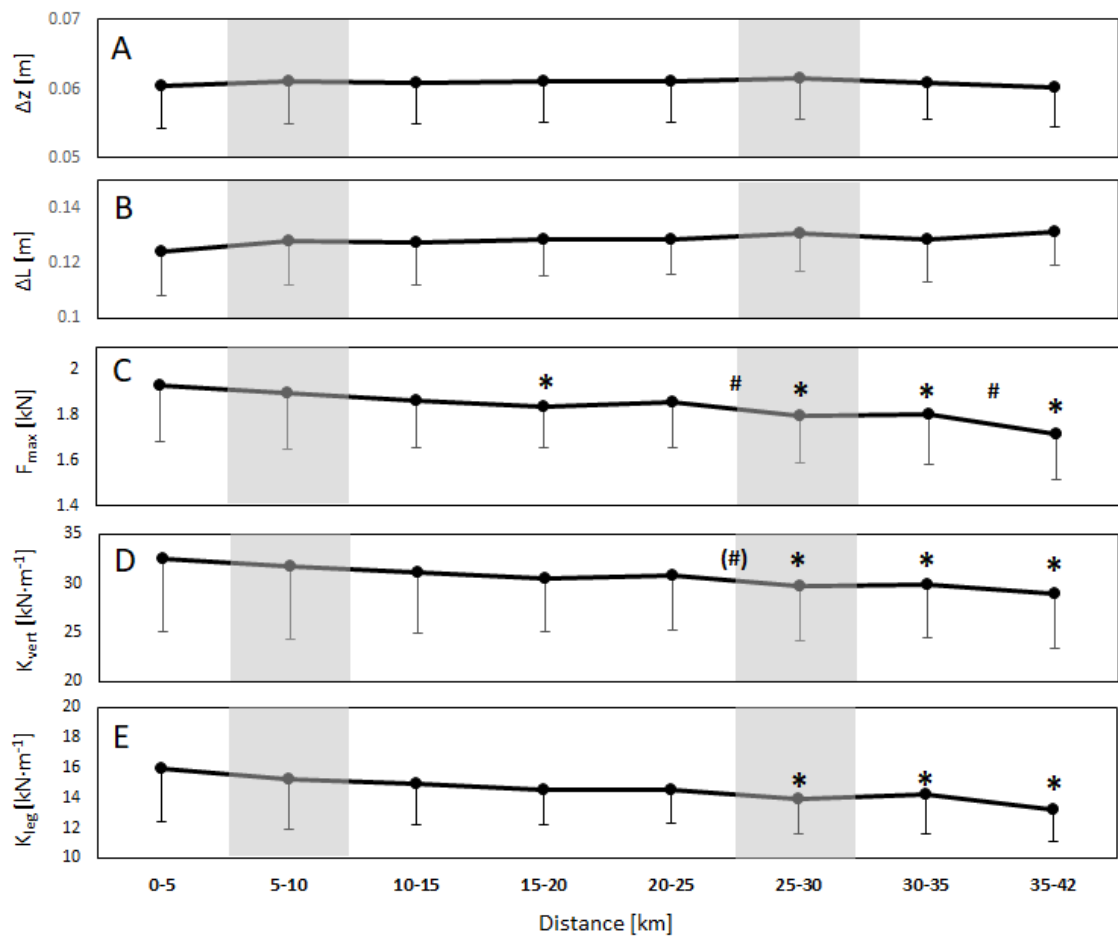 A
Δz [m]
0.07
0.06
0.05
B
ΔL [m]
0.14
0.12
0.1
C
Fmax [kN]
2
1.8
1.6
1.4
*
#
*
*
#
*
D
Kvert [kN·m-1]
35
30
25
20
(#)
*
*
*
E
Kleg [kN·m-1]
20
18
16
14
12
10
*
*
*
0-5 5-10 10-15 15-20 20-25 25-30 30-35 35-42
Distance [km]